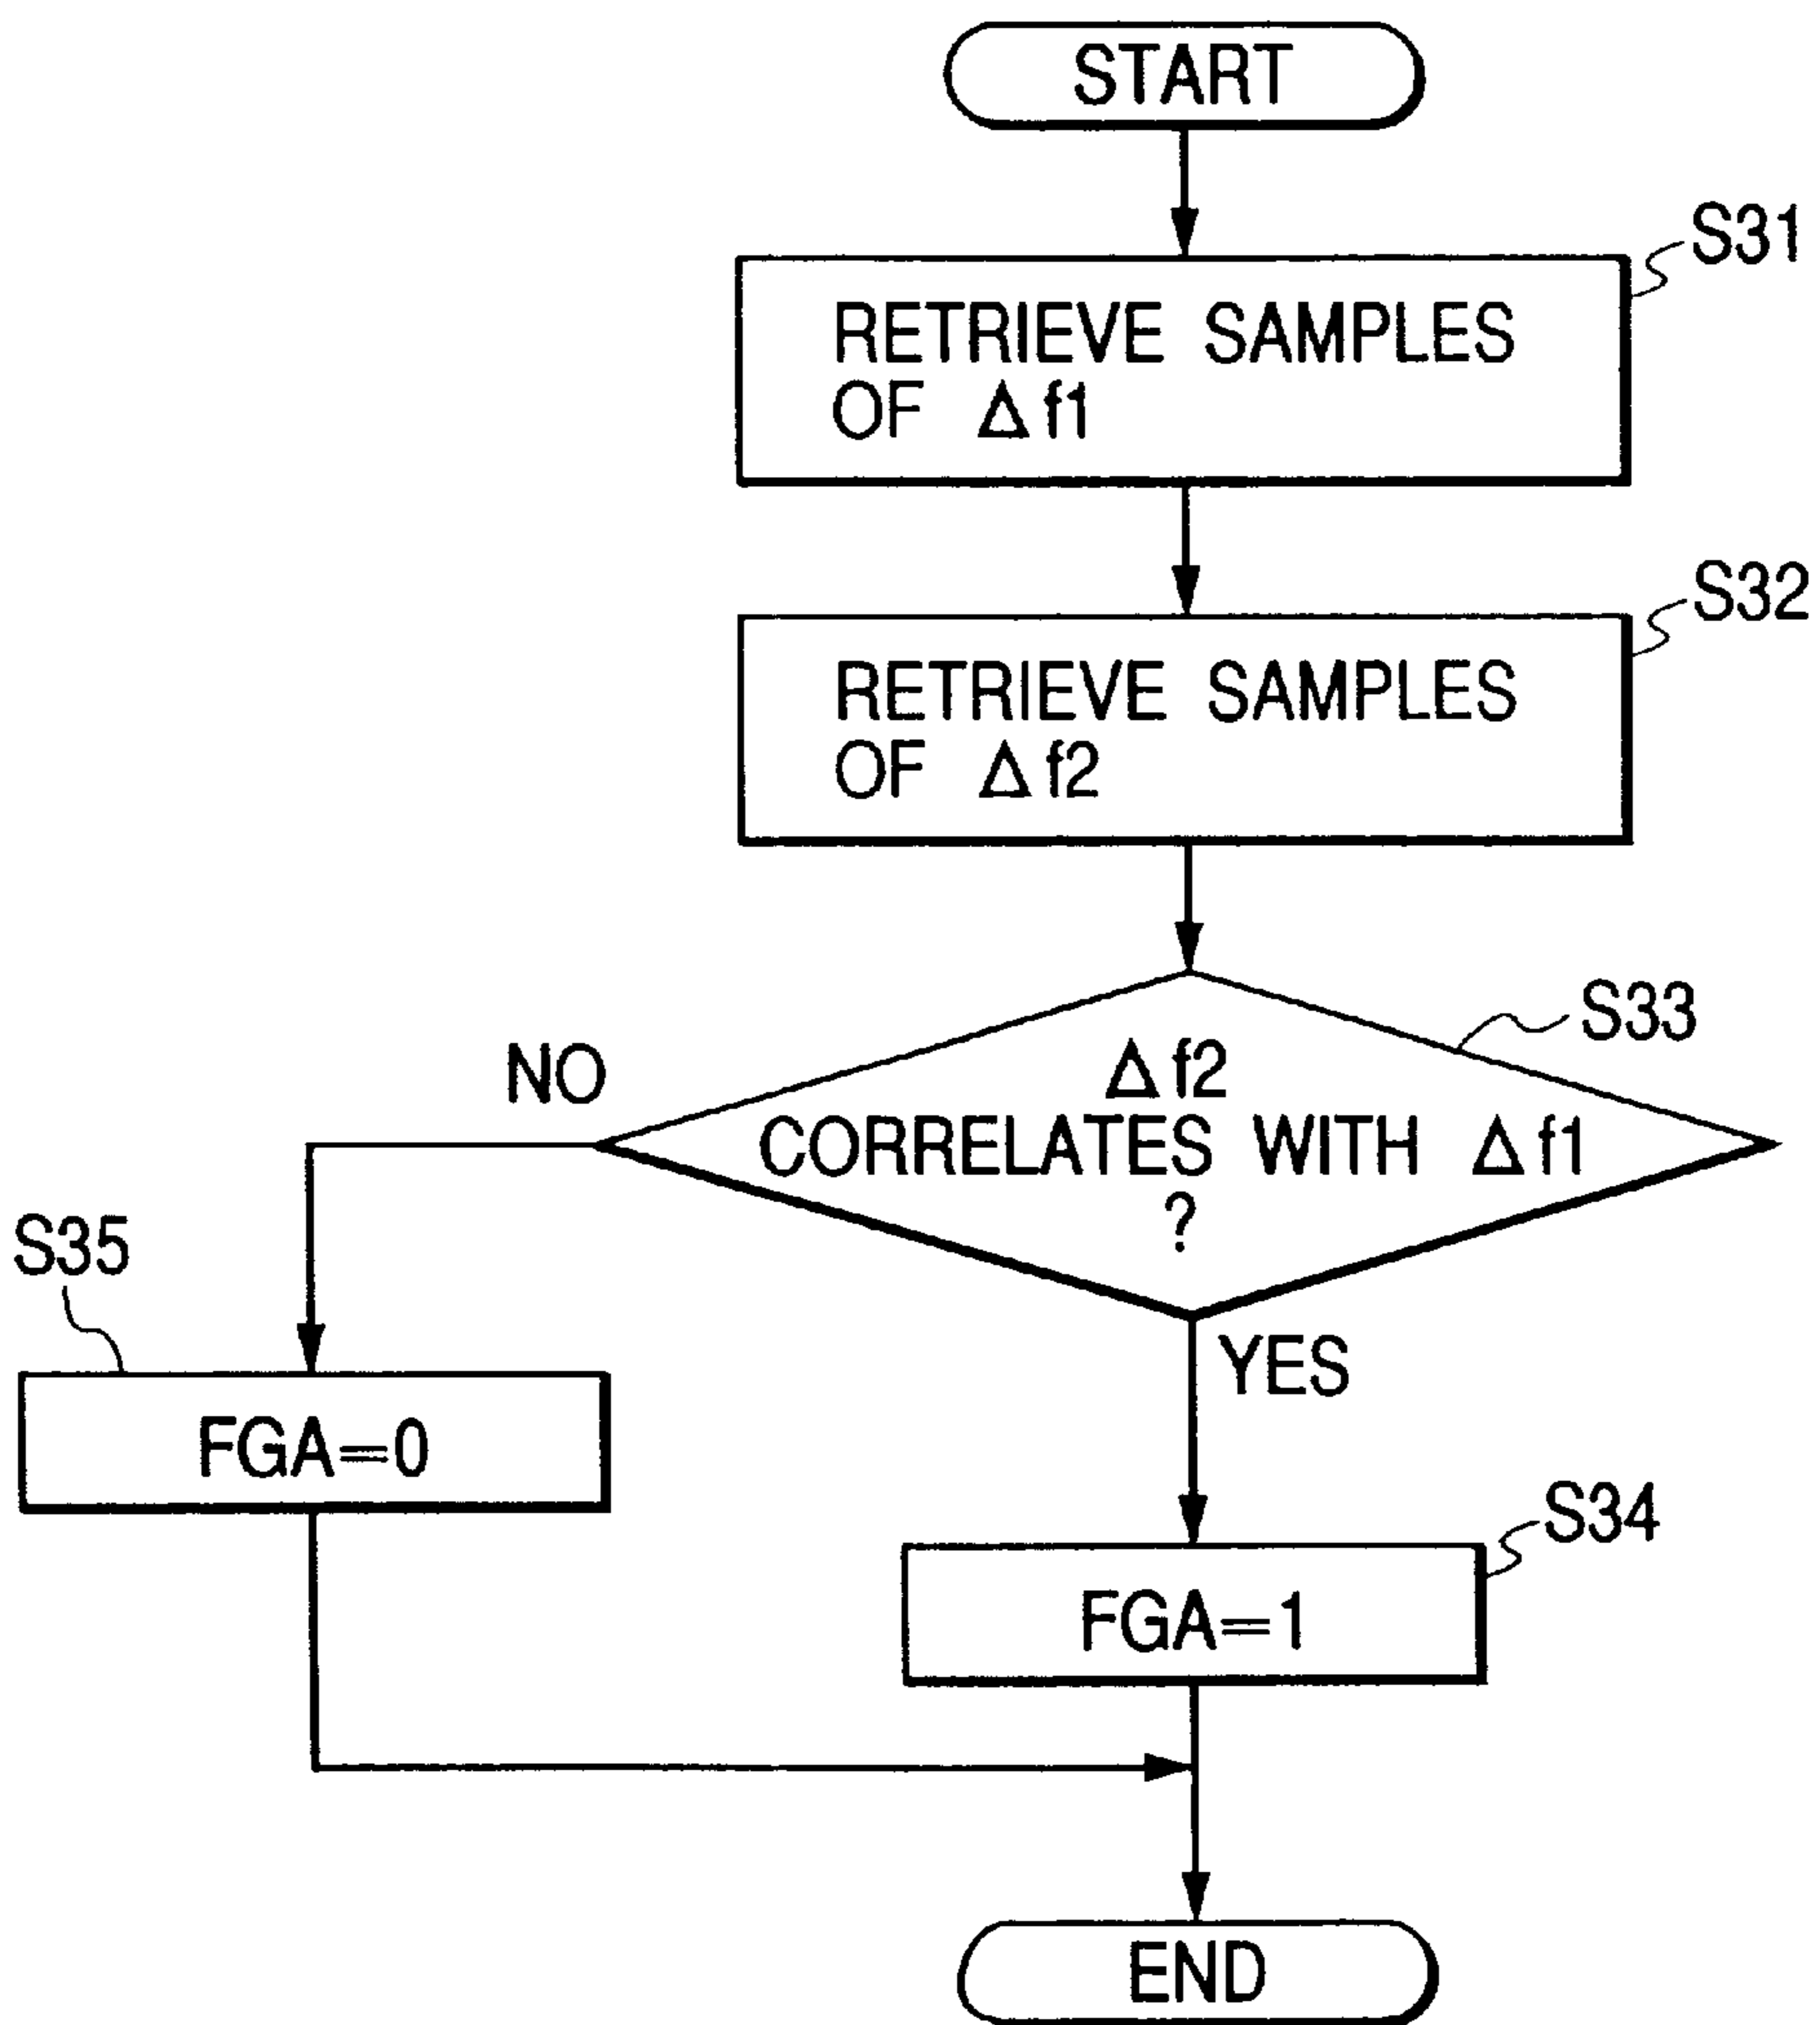 START
S31
RETRIEVE SAMPLES
OF Δf1
S32
RETRIEVE SAMPLES
OF Δf2
S33
Δf2
CORRELATES WITH Δf1
?
NO
YES
S35
FGA=0
S34
FGA=1
END